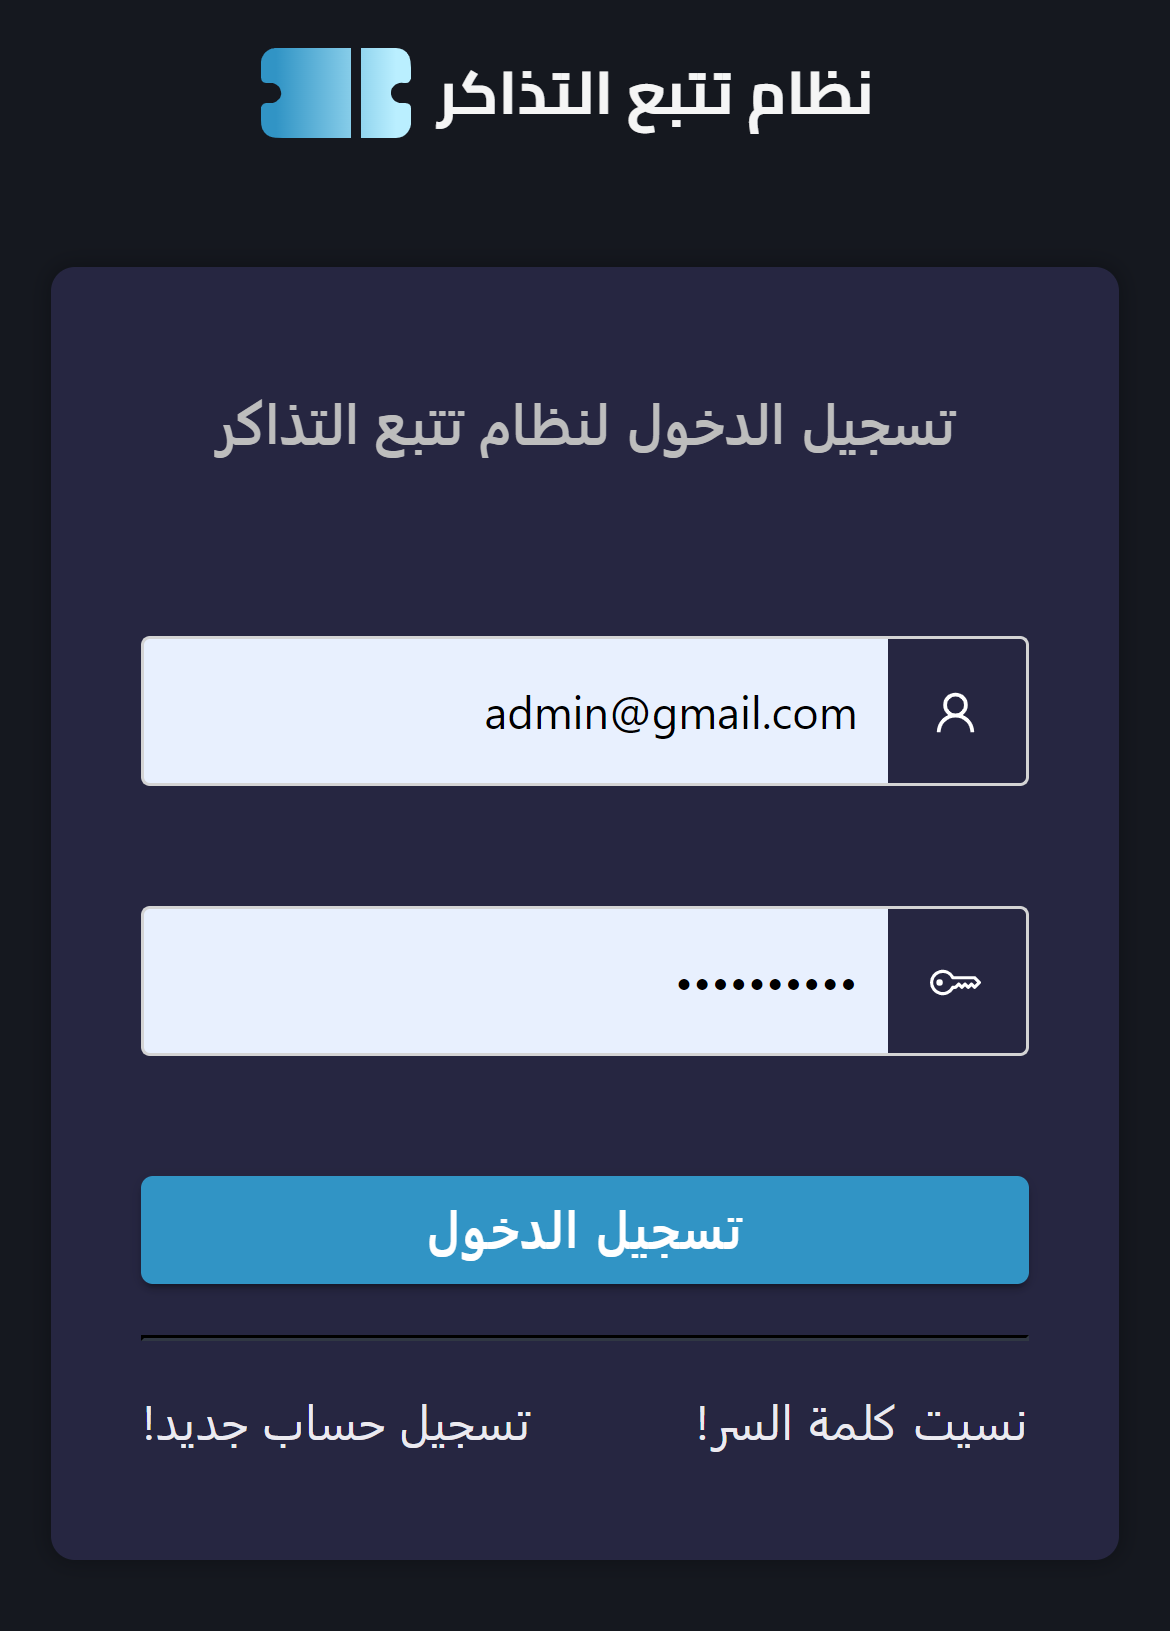 نظام تتبع التذاكر
تسجيل الدخول لنظام تتبع التذاكر
admin@gmail.com
••••••••••
تسجيل الدخول
نسيت كلمة السر!
تسجيل حساب جديد!